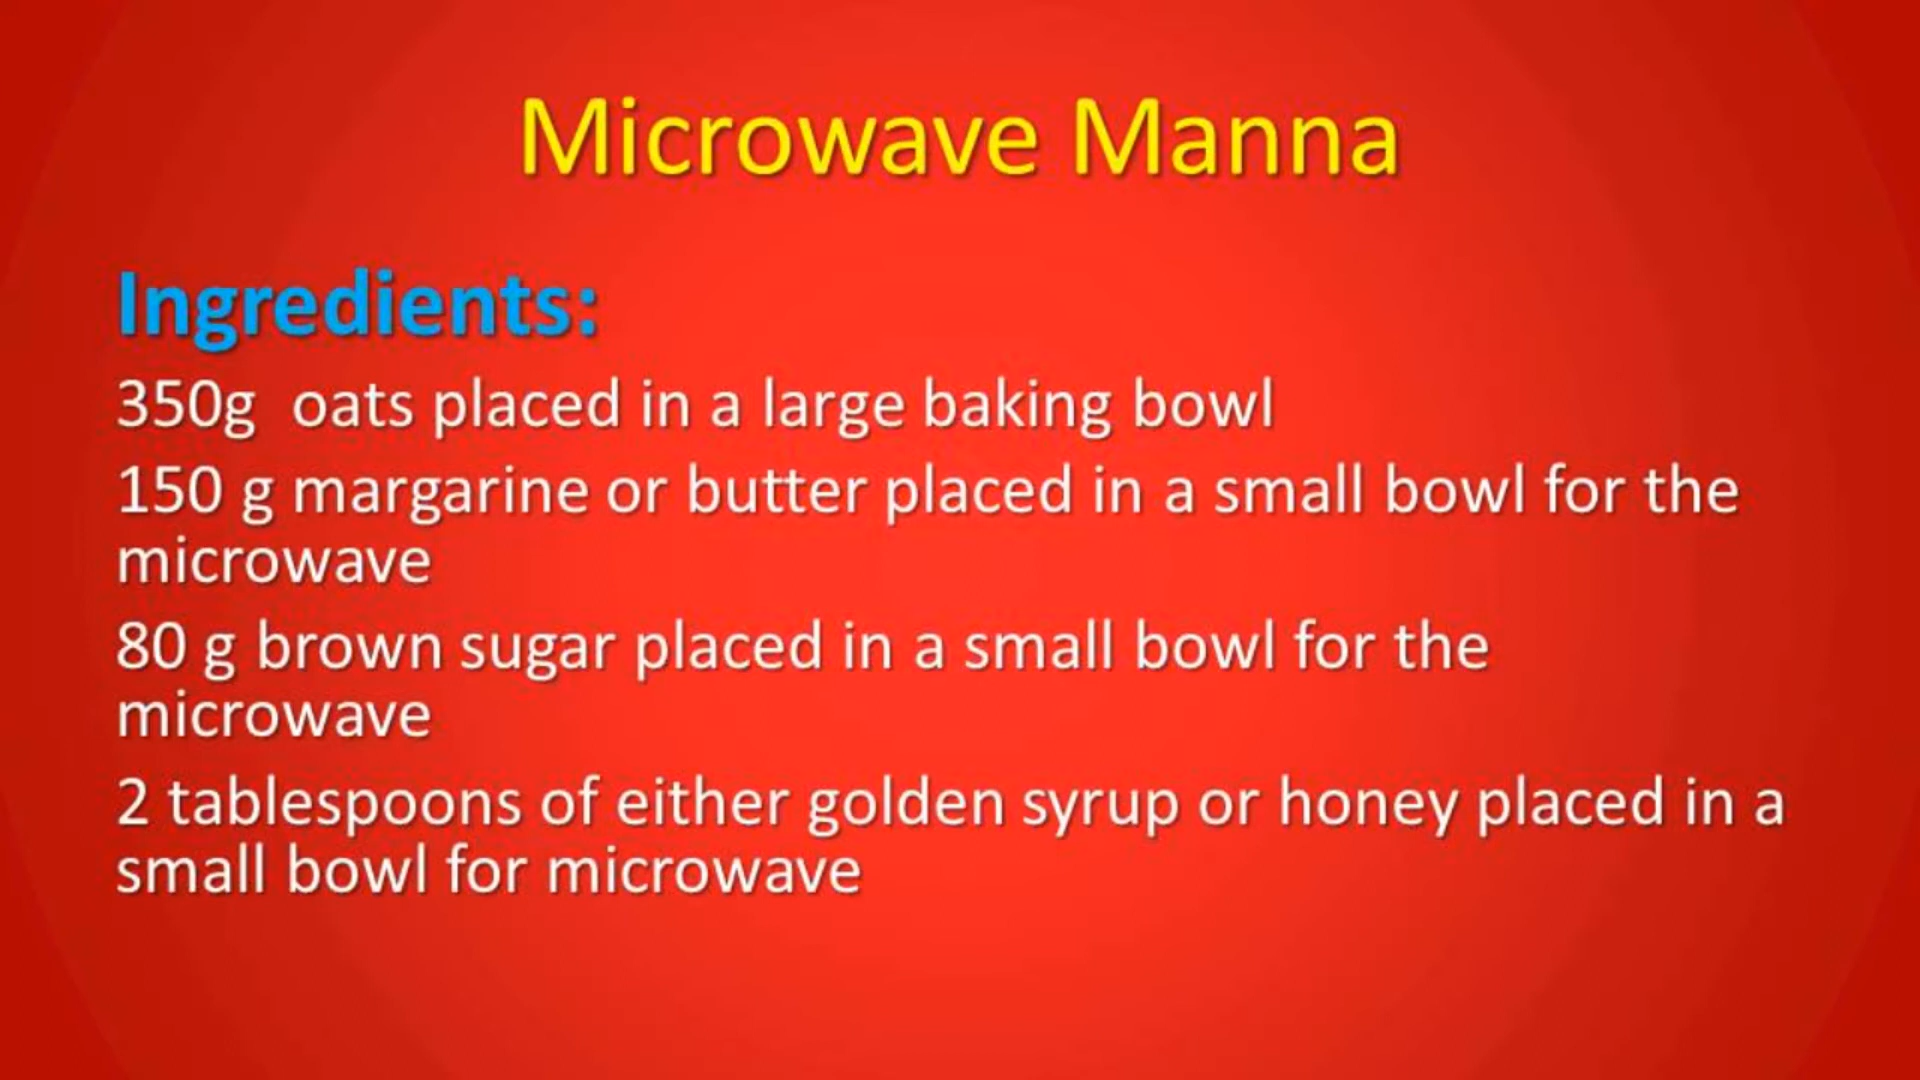 Microwave Manna
Ingredients:
350g  oats placed in a large baking bowl
150 g margarine or butter placed in a small bowl for the
microwave
80 g brown sugar placed in a small bowl for the
microwave
2 tablespoons of either golden syrup or honey placed in a
small bowl for microwave